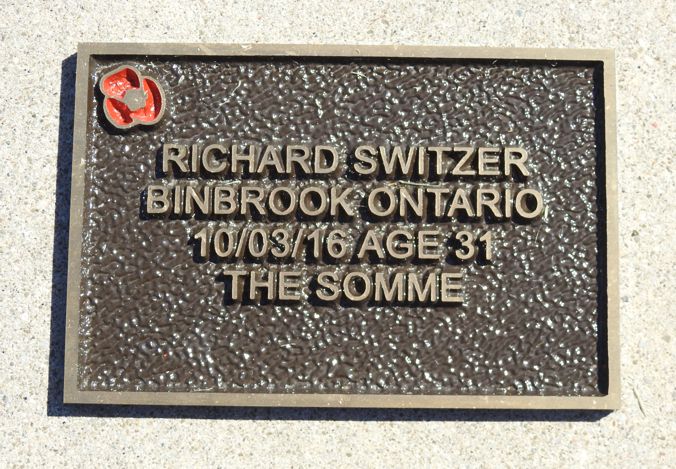 RICHARD SWITZER
BINBROOK ONTARIO
10/03/16 AGE 31
THE SOMME